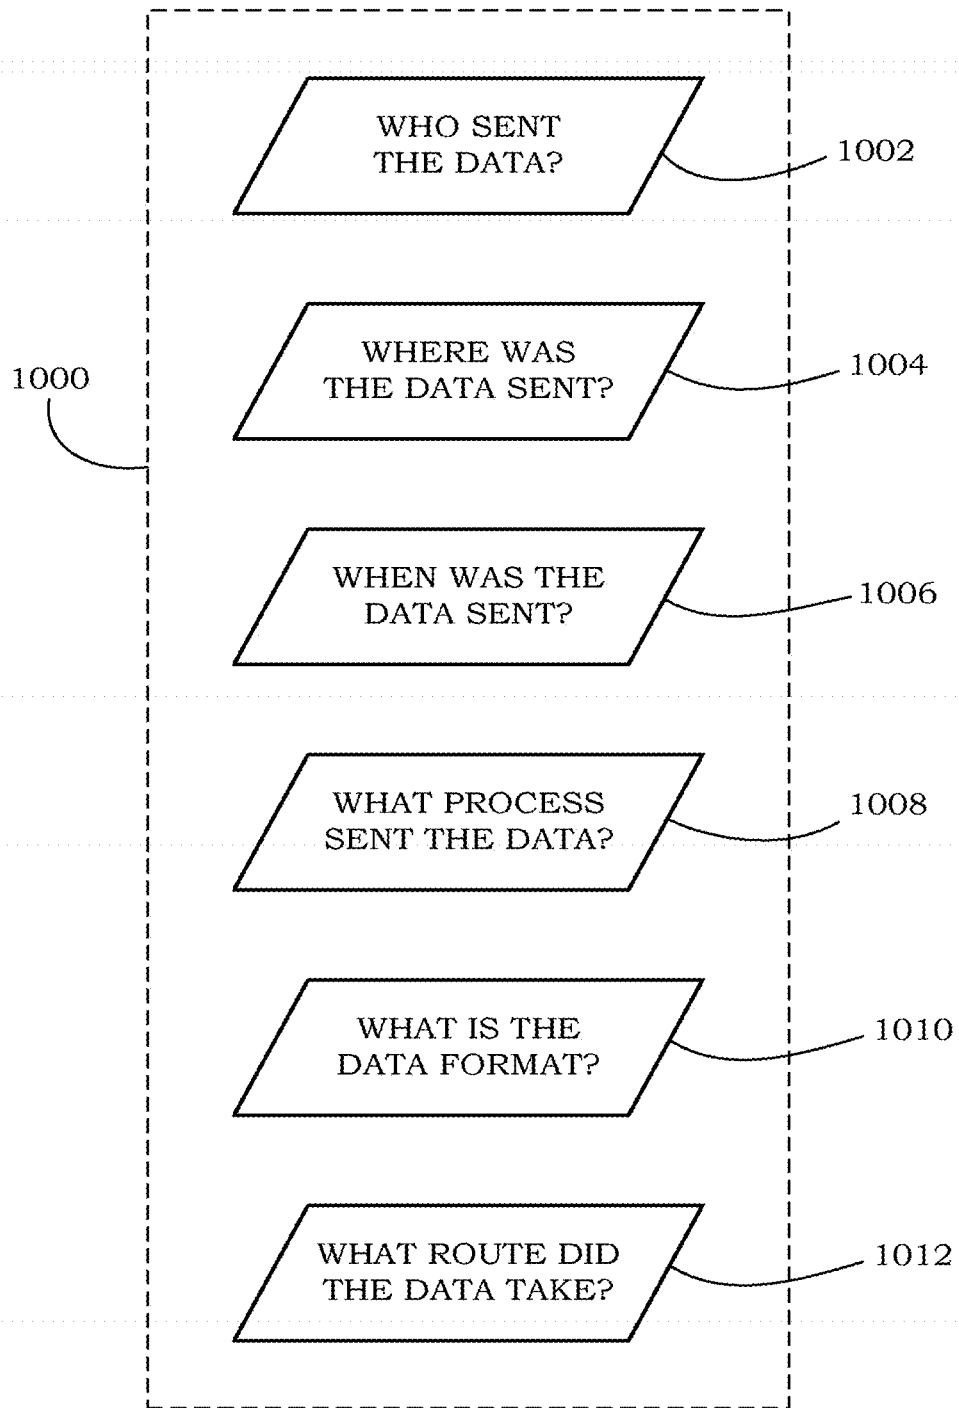 WHO SENT
THE DATA?
1002
WHERE WAS
THE DATA SENT?
1004
1000
WHEN WAS THE
DATA SENT?
1006
WHAT PROCESS
SENT THE DATA?
1008
WHAT IS THE
DATA FORMAT?
1010
WHAT ROUTE DID
THE DATA TAKE?
1012